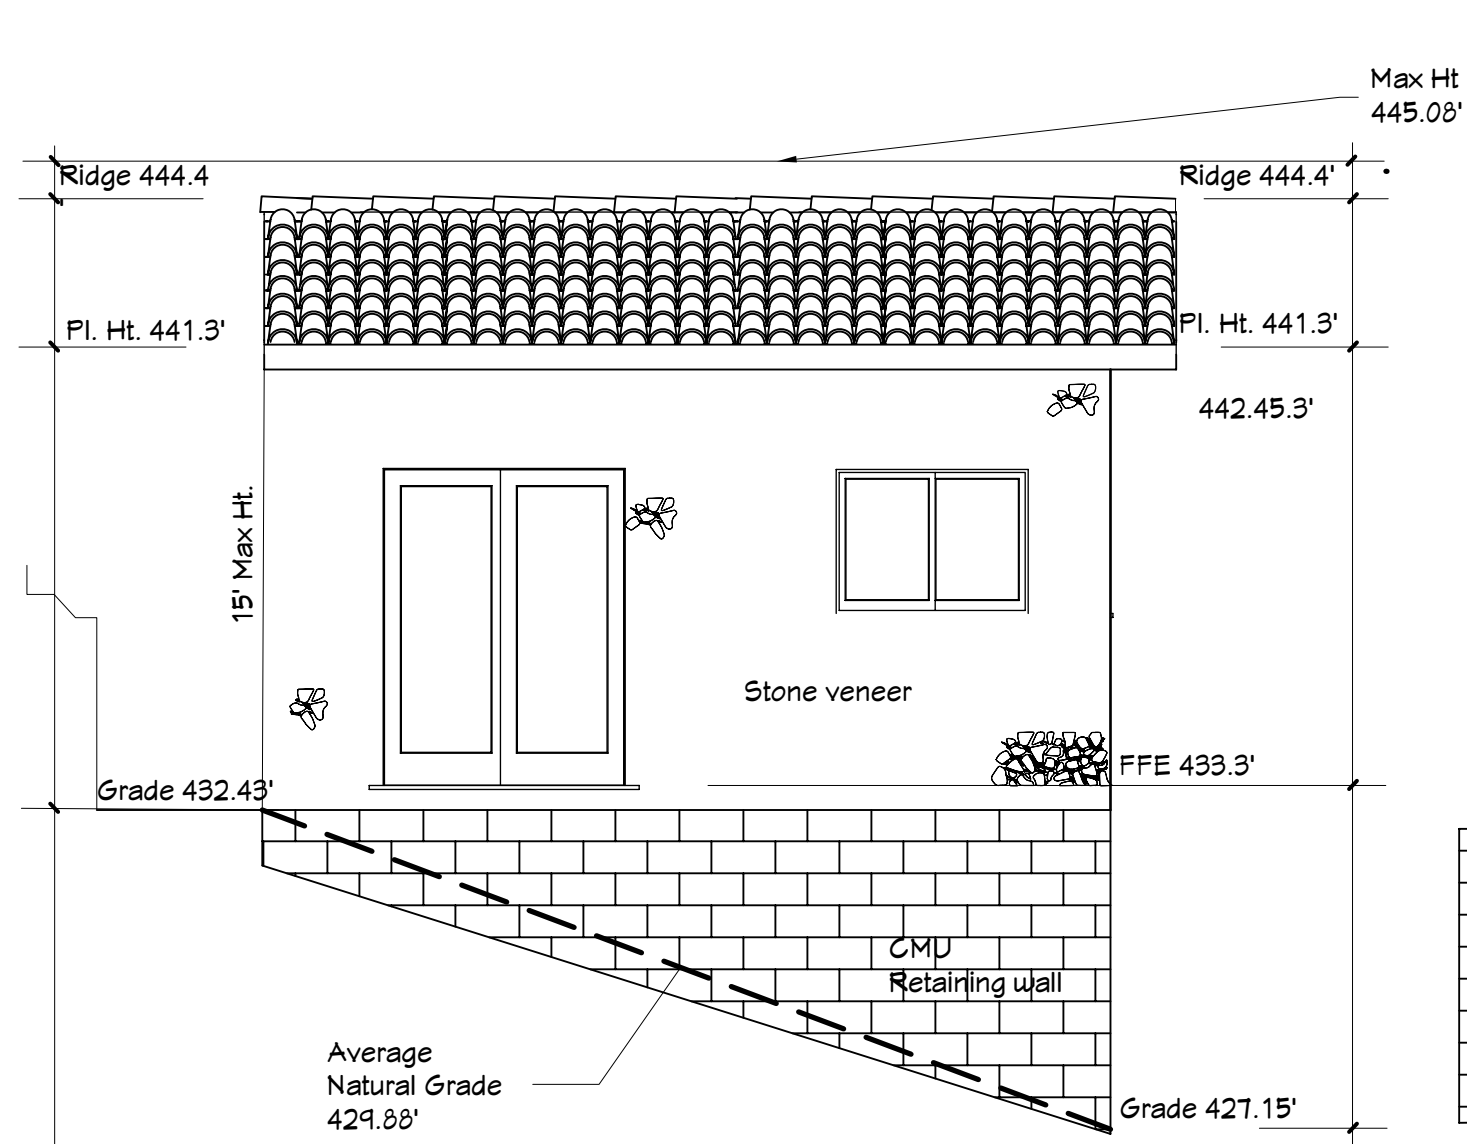 Max Ht
445.08'
Ridge 444.4
'
Ridge 444.4'
Pl. Ht. 441.3'
Pl. Ht. 441.3'
442.45.3'
15' Max Ht.
Stone veneer
FFE 433.3'
Grade 432.43'
CMU
Retaining wall
Average
Natural Grade
429.88'
Grade 427.15'